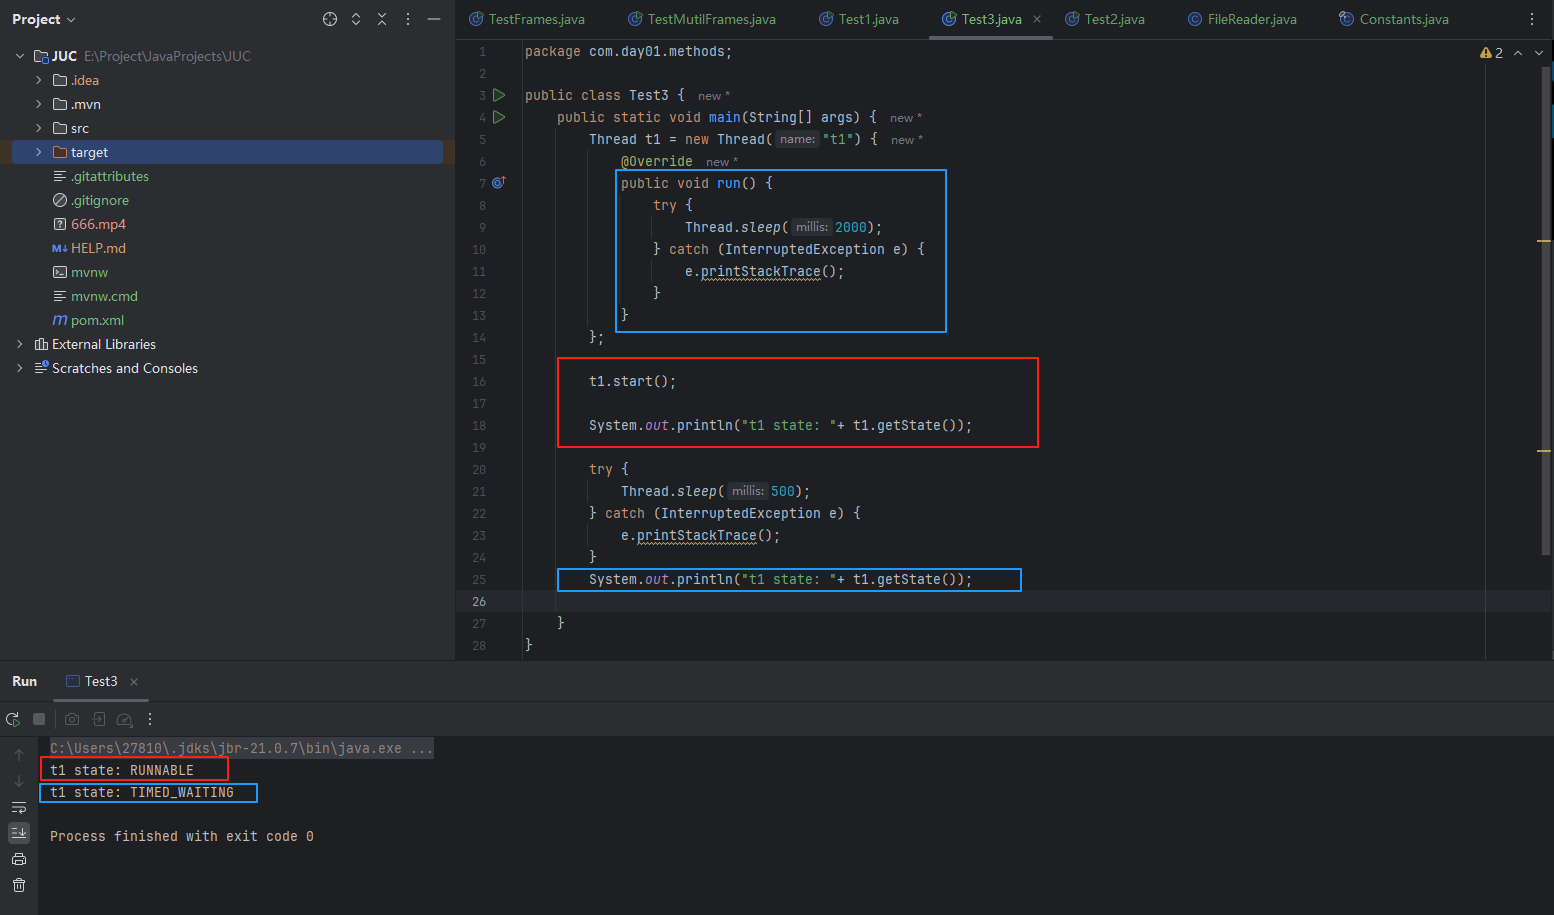 Project
TestFrames.java TestMutilFrames.java Test1.java Test3.java Test2.java FileReader.java Constants.java
JUC E:\Project\JavaProjects\JUC
.idea
.mvn
src
target
.gitattributes
.gitignore
666.mp4
HELP.md
mvnw
mvnw.cmd
pom.xml
External Libraries
Scratches and Consoles
2
1 package com.day01.methods;
2
3 public class Test3 { new *
4 public static void main(String[] args) { new *
5 Thread t1 = new Thread( name: "t1") { new *
6 @Override new *
7 public void run() {
8 try {
9 Thread.sleep( millis: 2000);
10 } catch (InterruptedException e) {
11 e.printStackTrace();
12 }
13 }
14 };
15
16 t1.start();
17
18 System.out.println("t1 state: "+ t1.getState());
19
20 try {
21 Thread.sleep( millis: 500);
22 } catch (InterruptedException e) {
23 e.printStackTrace();
24 }
25 System.out.println("t1 state: "+ t1.getState());
26
27 }
28 }
Run Test3
C:\Users\27810\.jdks\jbr-21.0.7\bin\java.exe ...
t1 state: RUNNABLE
t1 state: TIMED_WAITING
Process finished with exit code 0